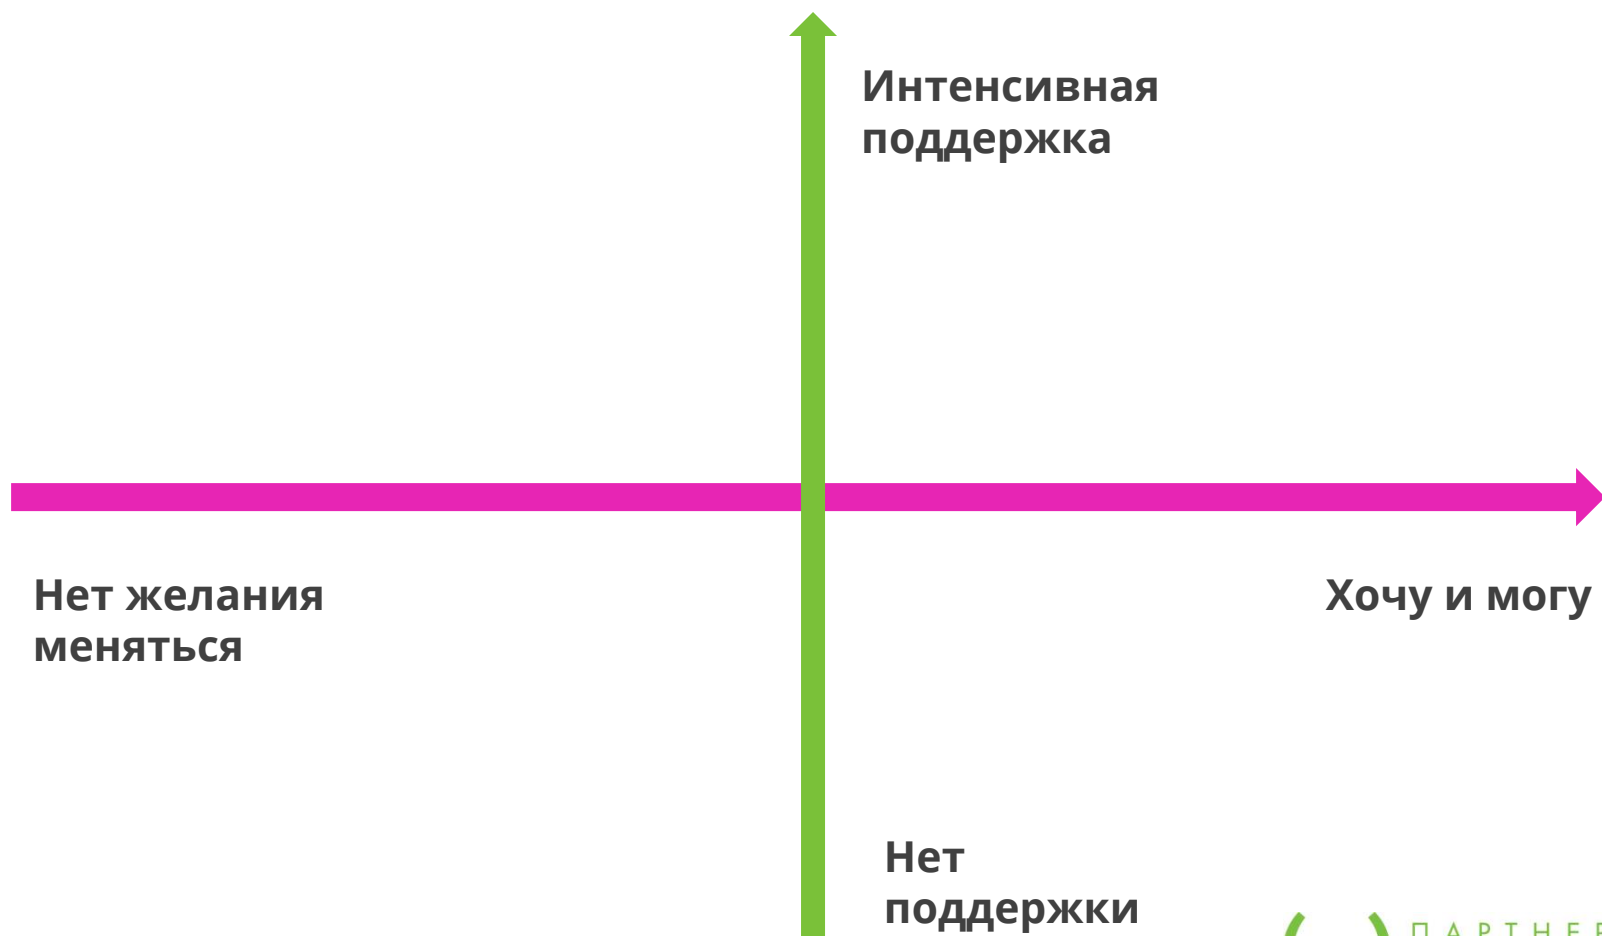 Интенсивная
поддержка
Нет желания
меняться
Хочу и могу
Нет
поддержки